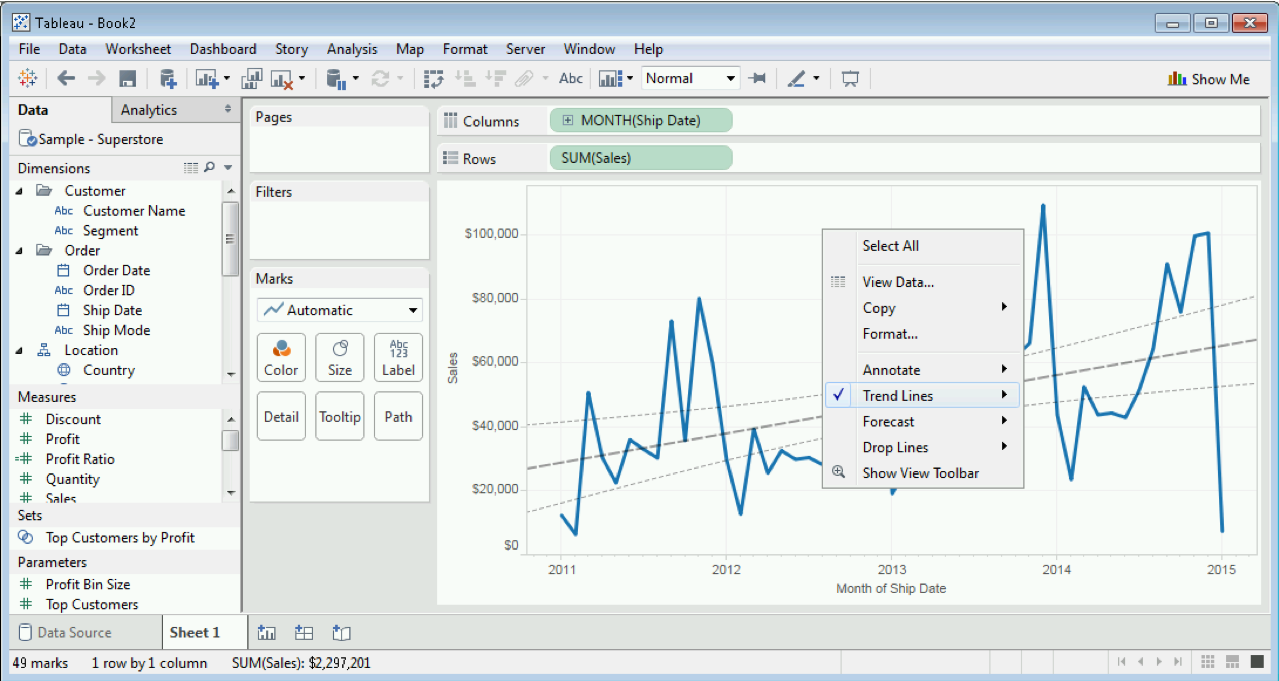 Tableau - Book2
File Data Worksheet Dashboard Story Analysis Map Format Server Window Help
Abc Normal Show Me
Data Analytics
Sample - Superstore
Dimensions
Customer
Abc Customer Name
Abc Segment
Order
Order Date
Abc Order ID
Ship Date
Abc Ship Mode
Location
Country
Measures
# Discount
# Profit
=# Profit Ratio
# Quantity
# Sales
Sets
Top Customers by Profit
Parameters
# Profit Bin Size
# Top Customers
Pages
Filters
Marks
Automatic
Color
Size
Abc
123
Label
Detail
Tooltip
Path
Columns MONTH(Ship Date)
Rows SUM(Sales)
Sales
$100,000
$80,000
$60,000
$40,000
$20,000
$0
2011 2012 2013 2014 2015
Month of Ship Date
Select All
View Data...
Copy
Format...
Annotate
Trend Lines
Forecast
Drop Lines
Show View Toolbar
Data Source Sheet 1
49 marks 1 row by 1 column SUM(Sales): $2,297,201